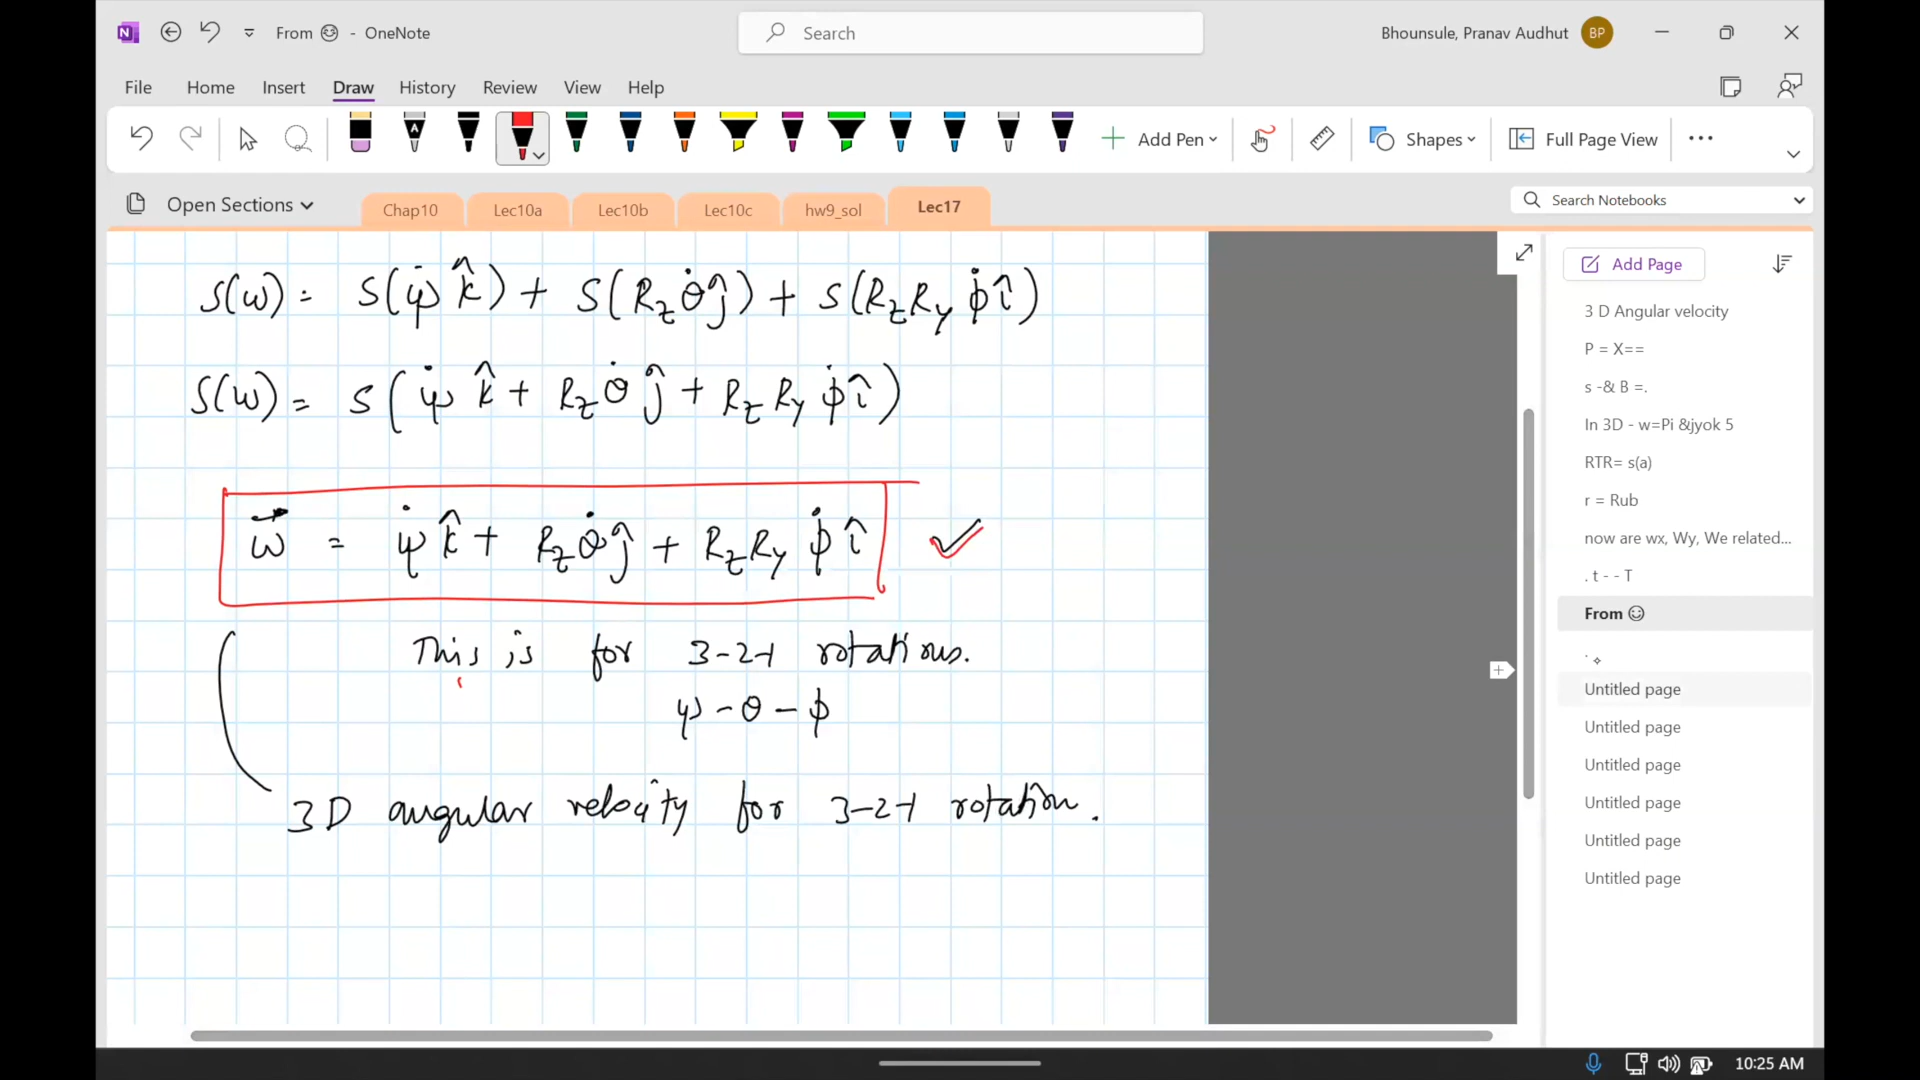 From ☺ - OneNote
Search
Bhounsule, Pranav Audhut
BP
File Home Insert Draw History Review View Help
A
Add Pen
Shapes
Full Page View
Open Sections
Chap10 Lec10a Lec10b Lec10c hw9_sol Lec17
Search Notebooks
S(ω) = S(ψ̇ k̂) + S(R_z θ̇ ĵ) + S(R_z R_y φ̇ î)
S(ω) = S(ψ̇ k̂ + R_z θ̇ ĵ + R_z R_y φ̇ î)
ω⃗ = ψ̇ k̂ + R_z θ̇ ĵ + R_z R_y φ̇ î ✓
This is for 3-2-1 rotations.
ψ - θ - φ
3D angular velocity for 3-2-1 rotation.
Add Page
3 D Angular velocity
P = X==
s -& B =.
In 3D - w=Pi &jyok 5
RTR= s(a)
r = Rub
now are wx, Wy, We related...
. t - - T
From ☺
Untitled page
Untitled page
Untitled page
Untitled page
Untitled page
Untitled page
10:25 AM